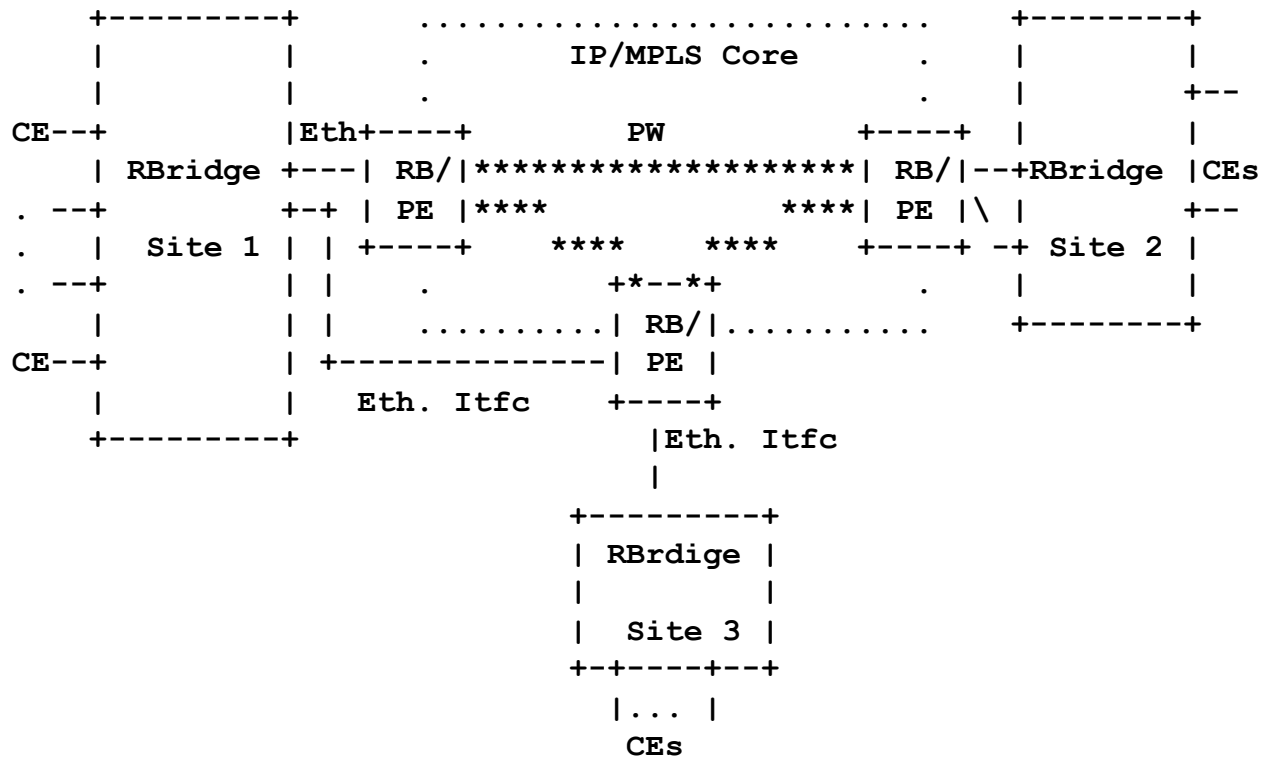 IP/MPLS Core
CE Eth PW
RBridge RB/ RB/ RBridge CEs
PE PE
Site 1 Site 2
RB/
CE PE
Eth. Itfc
Eth. Itfc
RBrdige
Site 3
...
CEs